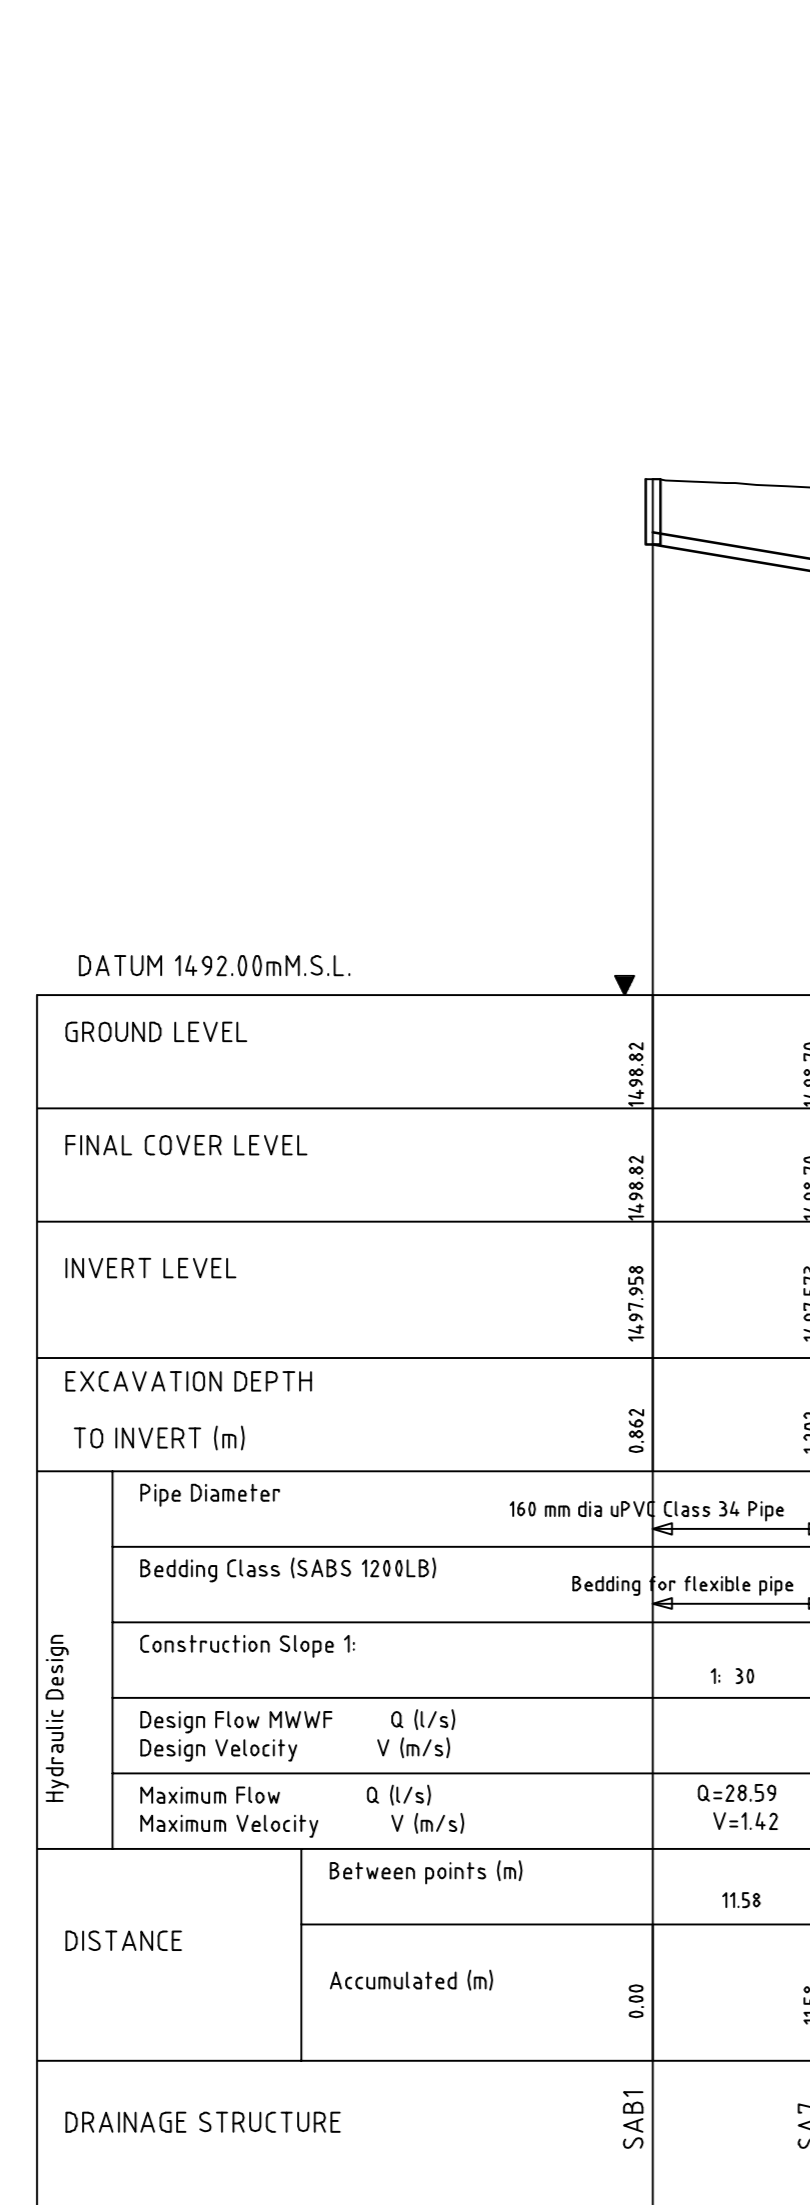 DATUM 1492.00mM.S.L.
GROUND LEVEL
1498.82
FINAL COVER LEVEL
1498.82
INVERT LEVEL
1497.958
EXCAVATION DEPTH
TO INVERT (m)
0.862
Hydraulic Design
Pipe Diameter
160 mm dia uPVC Class 34 Pipe
Bedding Class (SABS 1200LB)
Bedding for flexible pipe
Construction Slope 1:
1: 30
Design Flow MWWF Q (l/s)
Design Velocity V (m/s)
Maximum Flow Q (l/s)
Q=28.59
Maximum Velocity V (m/s)
V=1.42
DISTANCE
Between points (m)
11.58
Accumulated (m)
0.00
DRAINAGE STRUCTURE
SAB1